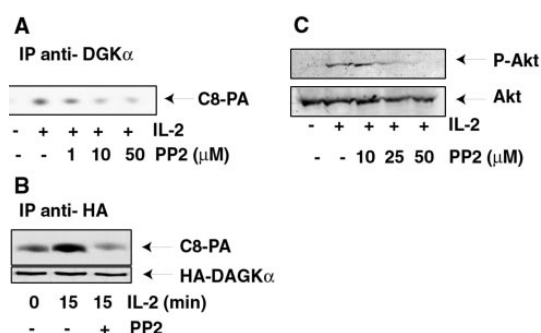 A
IP anti- DGKα
C8-PA
- + + + + IL-2
- - 1 10 50 PP2 (μM)
B
IP anti- HA
C8-PA
HA-DAGKα
0 15 15 IL-2 (min)
- - + PP2
C
P-Akt
Akt
- + + + + IL-2
- - 10 25 50 PP2 (μM)